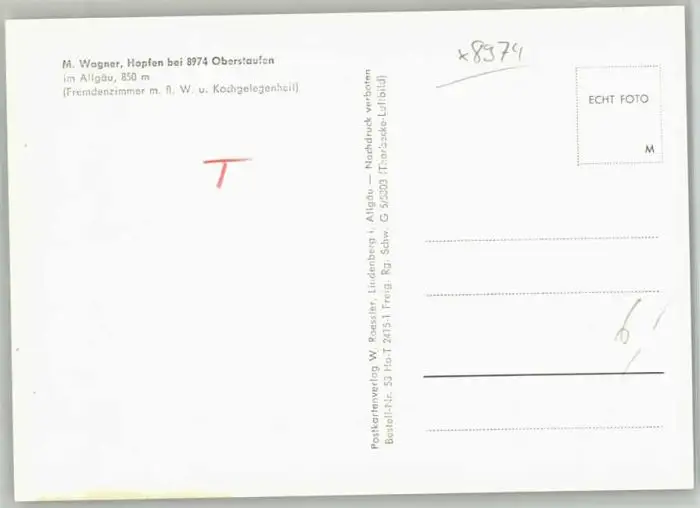 M. Wagner, Hopfen bei 8974 Oberstaufen
im Allgäu, 850 m
(Fremdenzimmer m. fl. W. u. Kochgelegenheit)
T
Postkartenverlag W. Roessler, Lindenberg i. Allgäu — Nachdruck verboten
Bestell-Nr. 53 Ho-T 2475-1 Freig. Rg. Schw. G 5/5303 (Thorbecke-Luftbild)
x8974
ECHT FOTO
M